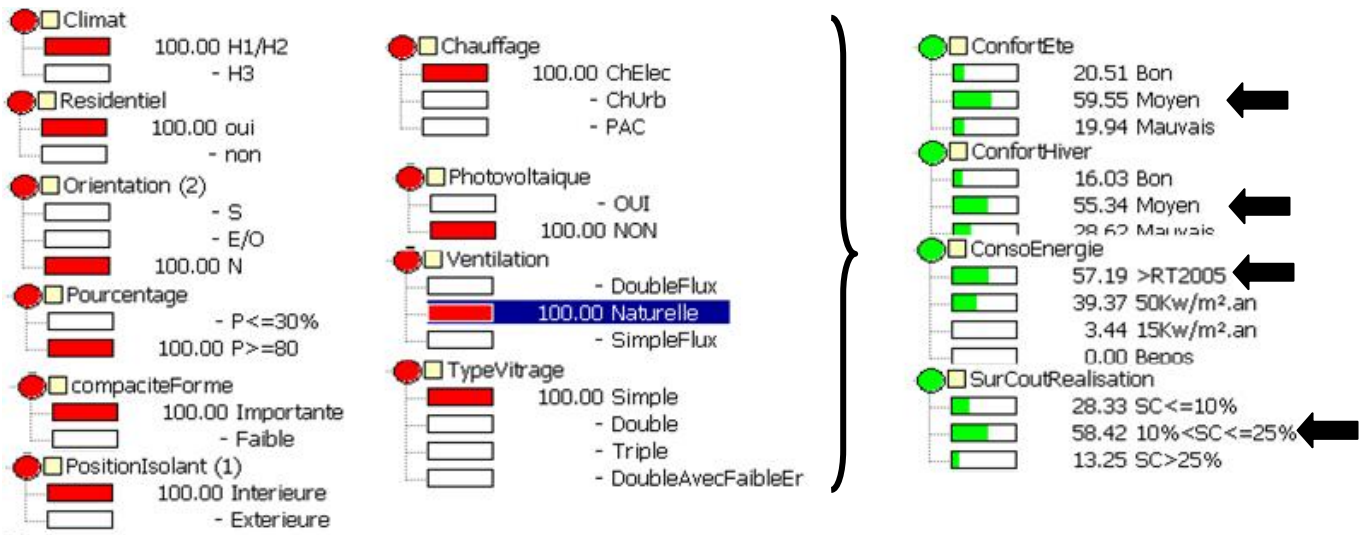 Climat
100.00 H1/H2
- H3
Residentiel
100.00 oui
- non
Orientation (2)
- S
- E/O
100.00 N
Pourcentage
- P<=30%
100.00 P>=80
compaciteForme
100.00 Importante
- Faible
PositionIsolant (1)
100.00 Interieure
- Exterieure
Chauffage
100.00 ChElec
- ChUrb
- PAC
Photovoltaique
- OUI
100.00 NON
Ventilation
- DoubleFlux
100.00 Naturelle
- SimpleFlux
TypeVitrage
100.00 Simple
- Double
- Triple
- DoubleAvecFaibleEr
ConfortEte
20.51 Bon
59.55 Moyen
19.94 Mauvais
ConfortHiver
16.03 Bon
55.34 Moyen
28.62 Mauvais
ConsoEnergie
57.19 >RT2005
39.37 50Kw/m².an
3.44 15Kw/m².an
0.00 Bepos
SurCoutRealisation
28.33 SC<=10%
58.42 10%<SC<=25%
13.25 SC>25%